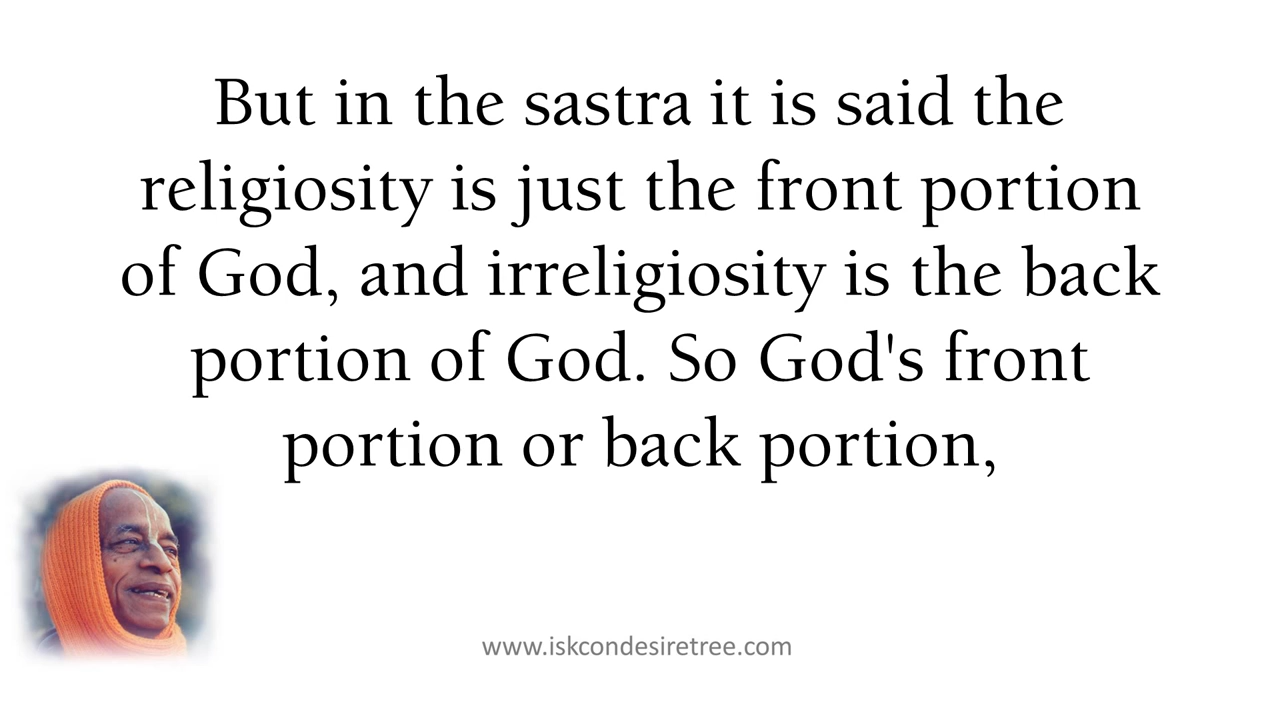 But in the sastra it is said the
religiosity is just the front portion
of God, and irreligiosity is the back
portion of God. So God's front
portion or back portion,
www.iskcondesiretree.com